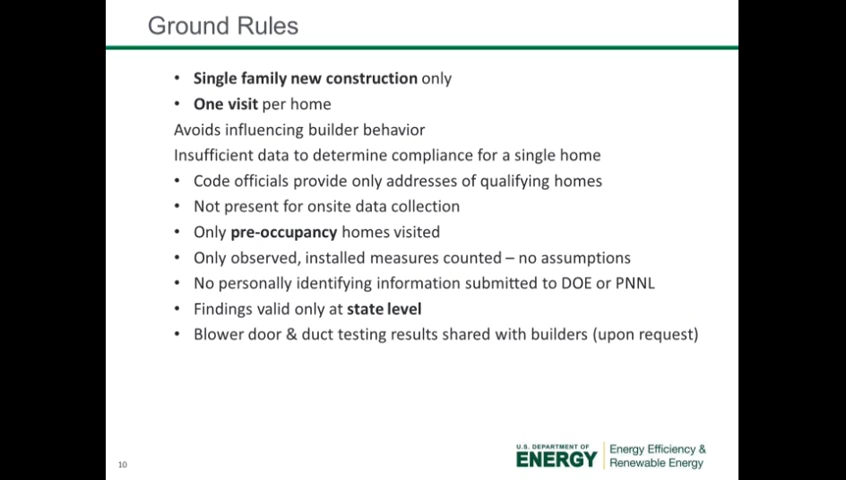 Ground Rules
• Single family new construction only
• One visit per home
Avoids influencing builder behavior
Insufficient data to determine compliance for a single home
• Code officials provide only addresses of qualifying homes
• Not present for onsite data collection
• Only pre-occupancy homes visited
• Only observed, installed measures counted – no assumptions
• No personally identifying information submitted to DOE or PNNL
• Findings valid only at state level
• Blower door & duct testing results shared with builders (upon request)
10
U.S. DEPARTMENT OF
ENERGY
Energy Efficiency &
Renewable Energy